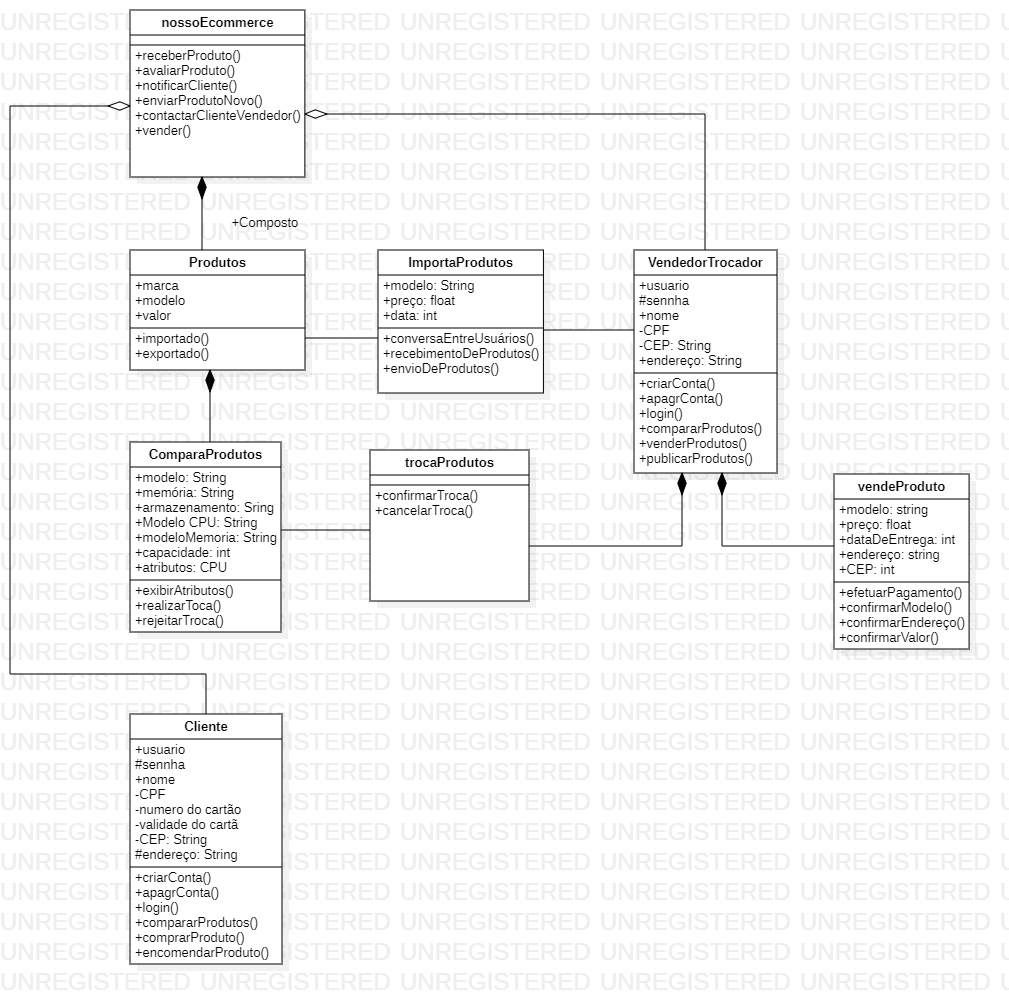 nossoEcommerce
+receberProduto()
+avaliarProduto()
+notificarCliente()
+enviarProdutoNovo()
+contactarClienteVendedor()
+vender()
+Composto
Produtos
+marca
+modelo
+valor
+importado()
+exportado()
ImportaProdutos
+modelo: String
+preço: float
+data: int
+conversaEntreUsuários()
+recebimentoDeProdutos()
+envioDeProdutos()
VendedorTrocador
+usuario
#sennha
+nome
-CPF
-CEP: String
+endereço: String
+criarConta()
+apagrConta()
+login()
+compararProdutos()
+venderProdutos()
+publicarProdutos()
ComparaProdutos
+modelo: String
+memória: String
+armazenamento: Sring
+Modelo CPU: String
+modeloMemoria: String
+capacidade: int
+atributos: CPU
+exibirAtributos()
+realizarToca()
+rejeitarTroca()
trocaProdutos
+confirmarTroca()
+cancelarTroca()
vendeProduto
+modelo: string
+preço: float
+dataDeEntrega: int
+endereço: string
+CEP: int
+efetuarPagamento()
+confirmarModelo()
+confirmarEndereço()
+confirmarValor()
Cliente
+usuario
#sennha
+nome
-CPF
-numero do cartão
-validade do cartã
-CEP: String
#endereço: String
+criarConta()
+apagrConta()
+login()
+compararProdutos()
+comprarProduto()
+encomendarProduto()
UNREGISTERED